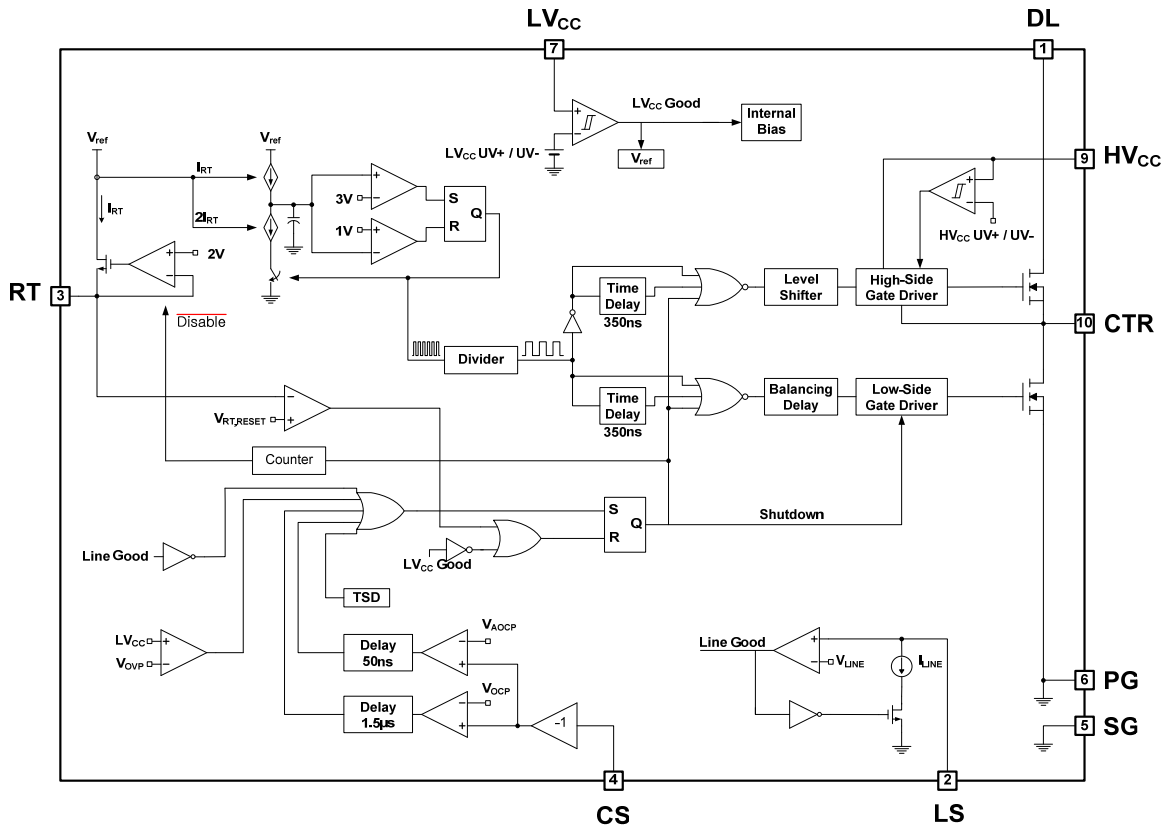 LVCC
DL
7
1
LVCC Good
Internal
Bias
Vref
Vref
LVCC UV+ / UV-
Vref
9
HVCC
IRT
3V
S
Q
R
2IRT
1V
IRT
HVCC UV+ / UV-
2V
RT
3
Time
Delay
350ns
Level
Shifter
High-Side
Gate Driver
10
CTR
Disable
Divider
Time
Delay
350ns
Balancing
Delay
Low-Side
Gate Driver
VRT,RESET
Counter
S
Q
R
Shutdown
Line Good
LVCC Good
TSD
LVCC
VOVP
Delay
50ns
VAOCP
Line Good
VLINE
ILINE
Delay
1.5μs
VOCP
-1
6
PG
5
SG
4
2
CS
LS